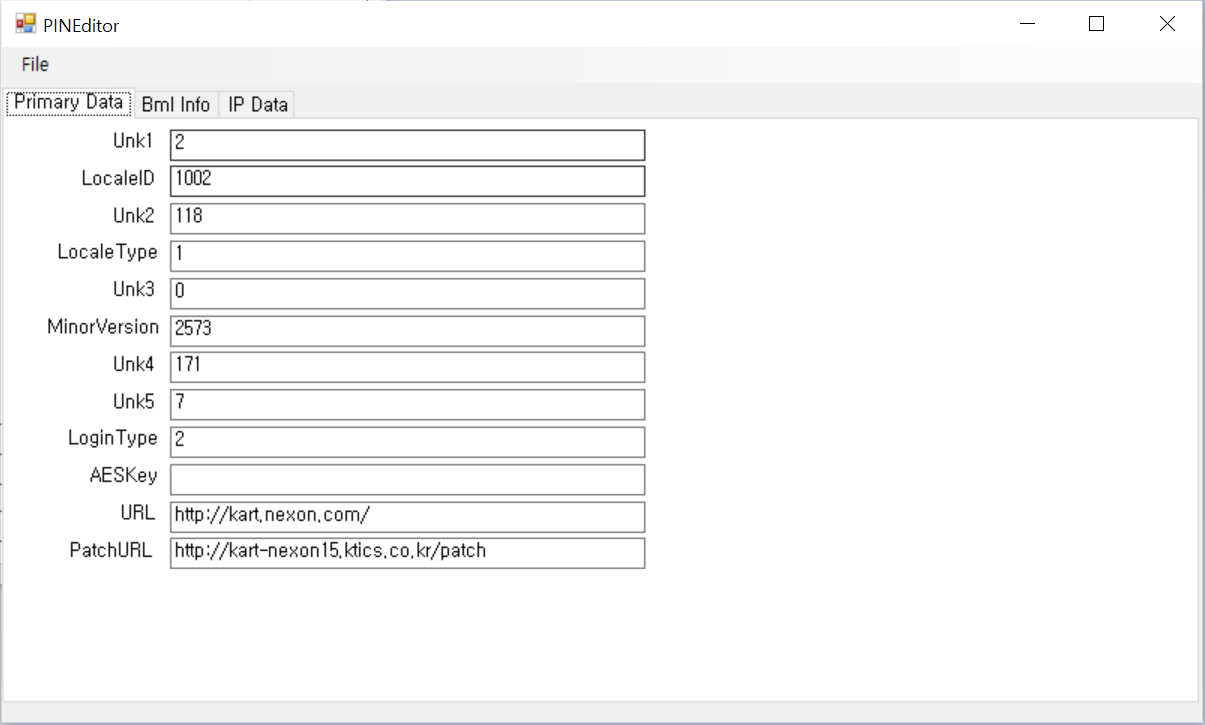 PINEditor
File
Primary Data Bml Info IP Data
Unk1 2
LocaleID 1002
Unk2 118
LocaleType 1
Unk3 0
MinorVersion 2573
Unk4 171
Unk5 7
LoginType 2
AESKey
URL http://kart.nexon.com/
PatchURL http://kart-nexon15.ktics.co.kr/patch